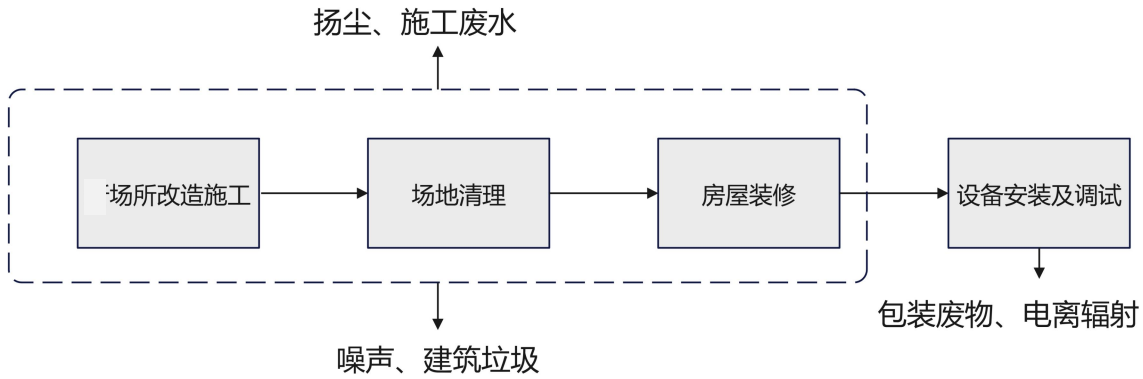 扬尘、施工废水
场所改造施工
场地清理
房屋装修
设备安装及调试
包装废物、电离辐射
噪声、建筑垃圾